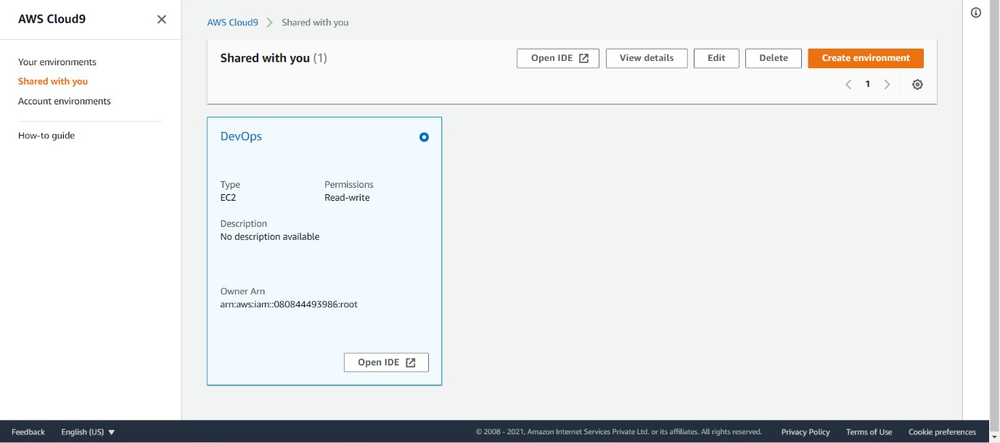 AWS Cloud9
Your environments
Shared with you
Account environments
How-to guide
AWS Cloud9 Shared with you
Shared with you (1)
Open IDE View details Edit Delete Create environment
1
DevOps
Type Permissions
EC2 Read-write
Description
No description available
Owner Arn
arn:aws:iam::080844493986:root
Open IDE
Feedback English (US) © 2008 - 2021, Amazon Internet Services Private Ltd. or its affiliates. All rights reserved. Privacy Policy Terms of Use Cookie preferences